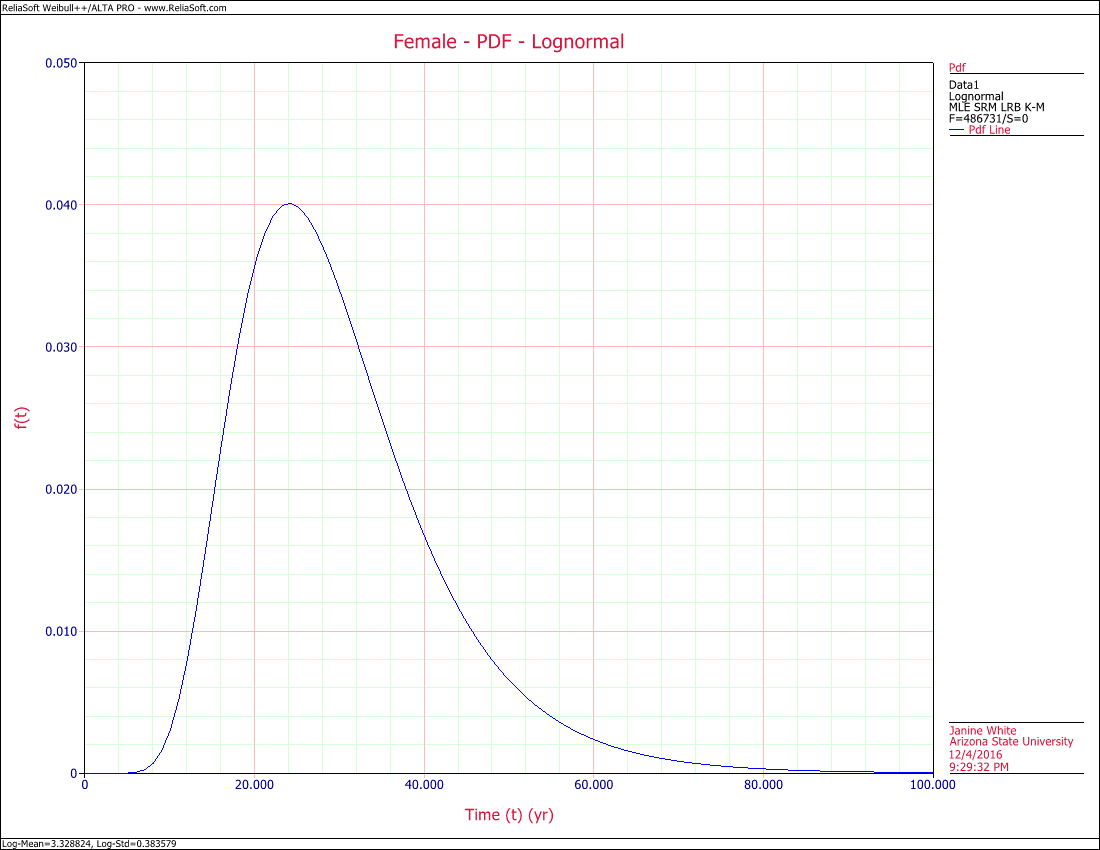 ReliaSoft Weibull++/ALTA PRO - www.ReliaSoft.com
Female - PDF - Lognormal
Pdf
Data1
Lognormal
MLE SRM LRB K-M
F=486731/S=0
Pdf Line
0.050
0.040
0.030
0.020
0.010
0
f(t)
0 20.000 40.000 60.000 80.000 100.000
Time (t) (yr)
Janine White
Arizona State University
12/4/2016
9:29:32 PM
Log-Mean=3.328824, Log-Std=0.383579